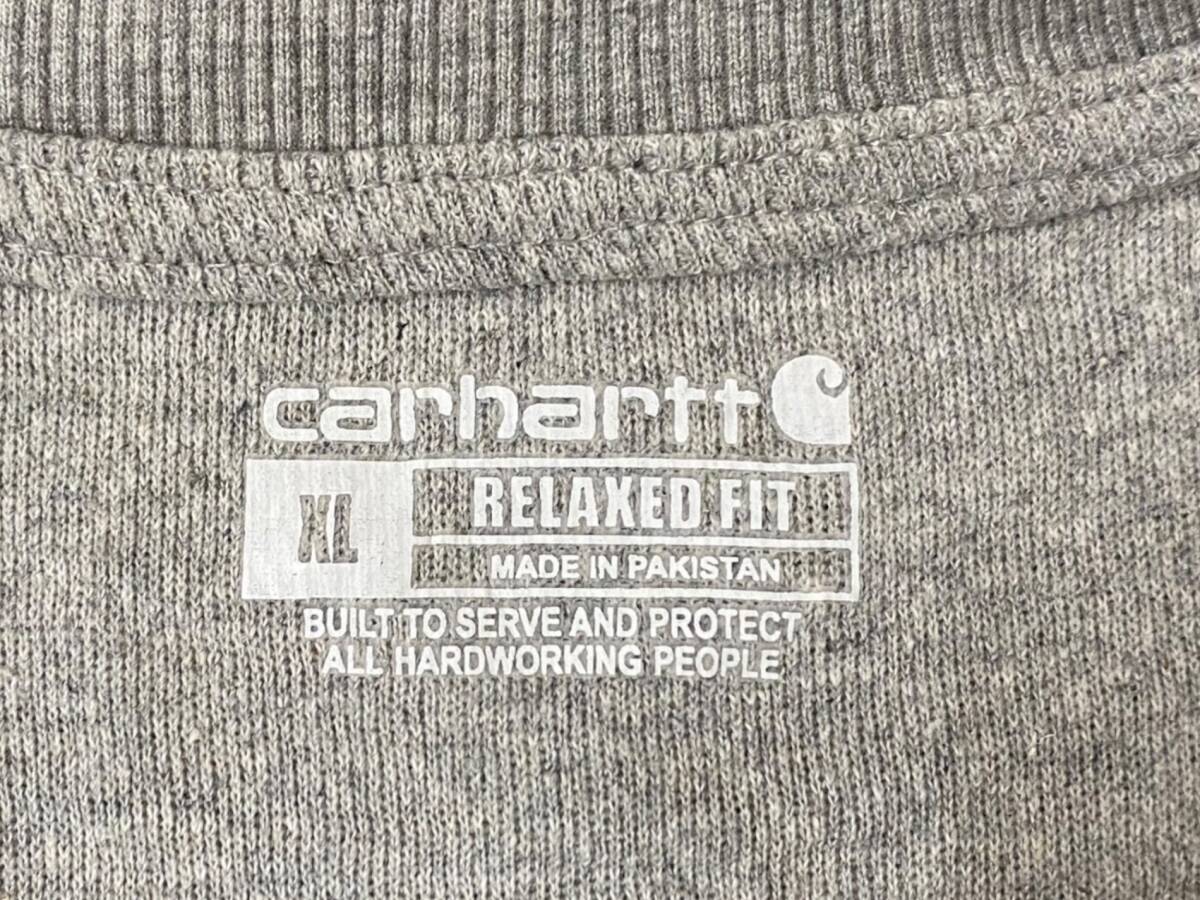 carhartt
XL
RELAXED FIT
MADE IN PAKISTAN
BUILT TO SERVE AND PROTECT
ALL HARDWORKING PEOPLE